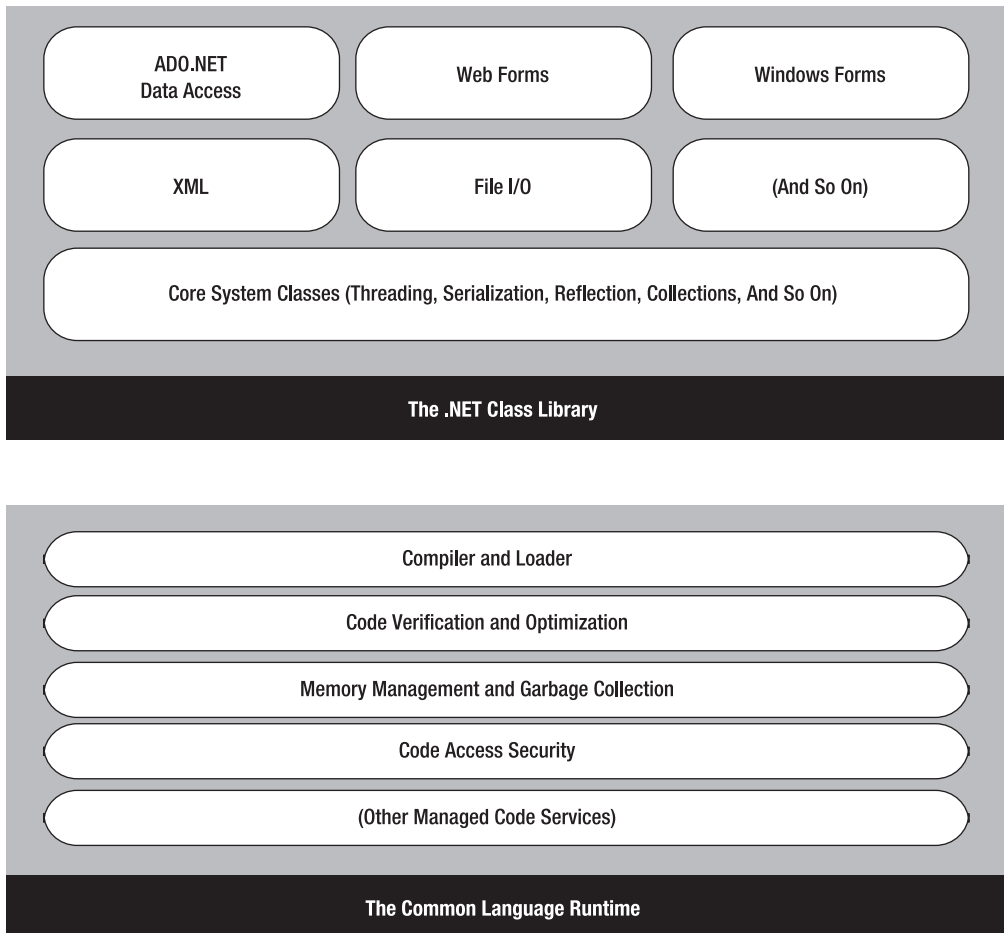 ADO.NET
Data Access
Web Forms
Windows Forms
XML
File I/O
(And So On)
Core System Classes (Threading, Serialization, Reflection, Collections, And So On)
The .NET Class Library
Compiler and Loader
Code Verification and Optimization
Memory Management and Garbage Collection
Code Access Security
(Other Managed Code Services)
The Common Language Runtime